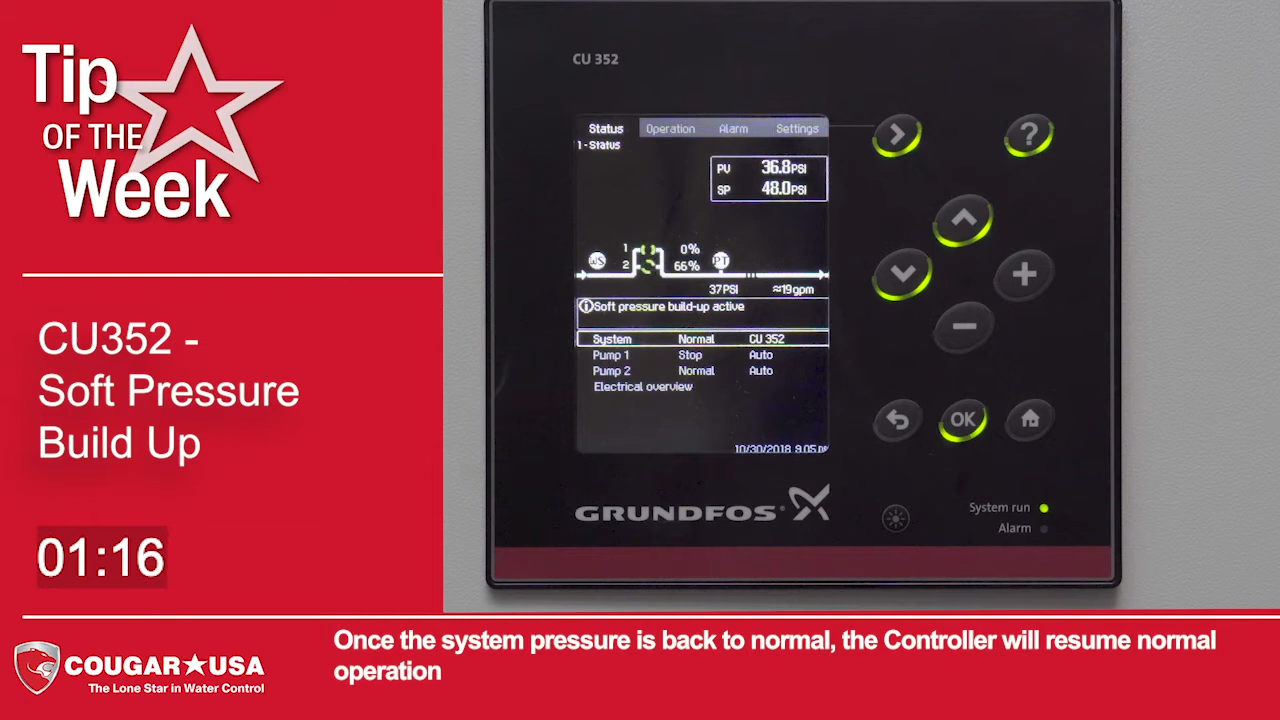 Tip
OF THE
Week
CU352 -
Soft Pressure
Build Up
01:16
CU 352
Status Operation Alarm Settings
1 - Status
PV 36.8PSI
SP 48.0PSI
1 0%
WS 2 66% PT
37PSI ≈19gpm
Soft pressure build-up active
System Normal CU 352
Pump 1 Stop Auto
Pump 2 Normal Auto
Electrical overview
10/30/2018 9:05
?
OK
GRUNDFOS
System run
Alarm
COUGAR★USA
The Lone Star in Water Control
Once the system pressure is back to normal, the Controller will resume normal
operation